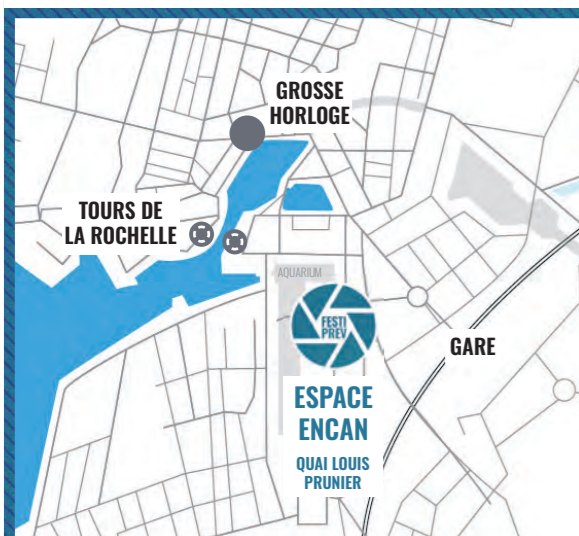 GROSSE
HORLOGE
TOURS DE
LA ROCHELLE
AQUARIUM
FESTI
PREV
GARE
ESPACE
ENCAN
QUAI LOUIS
PRUNIER